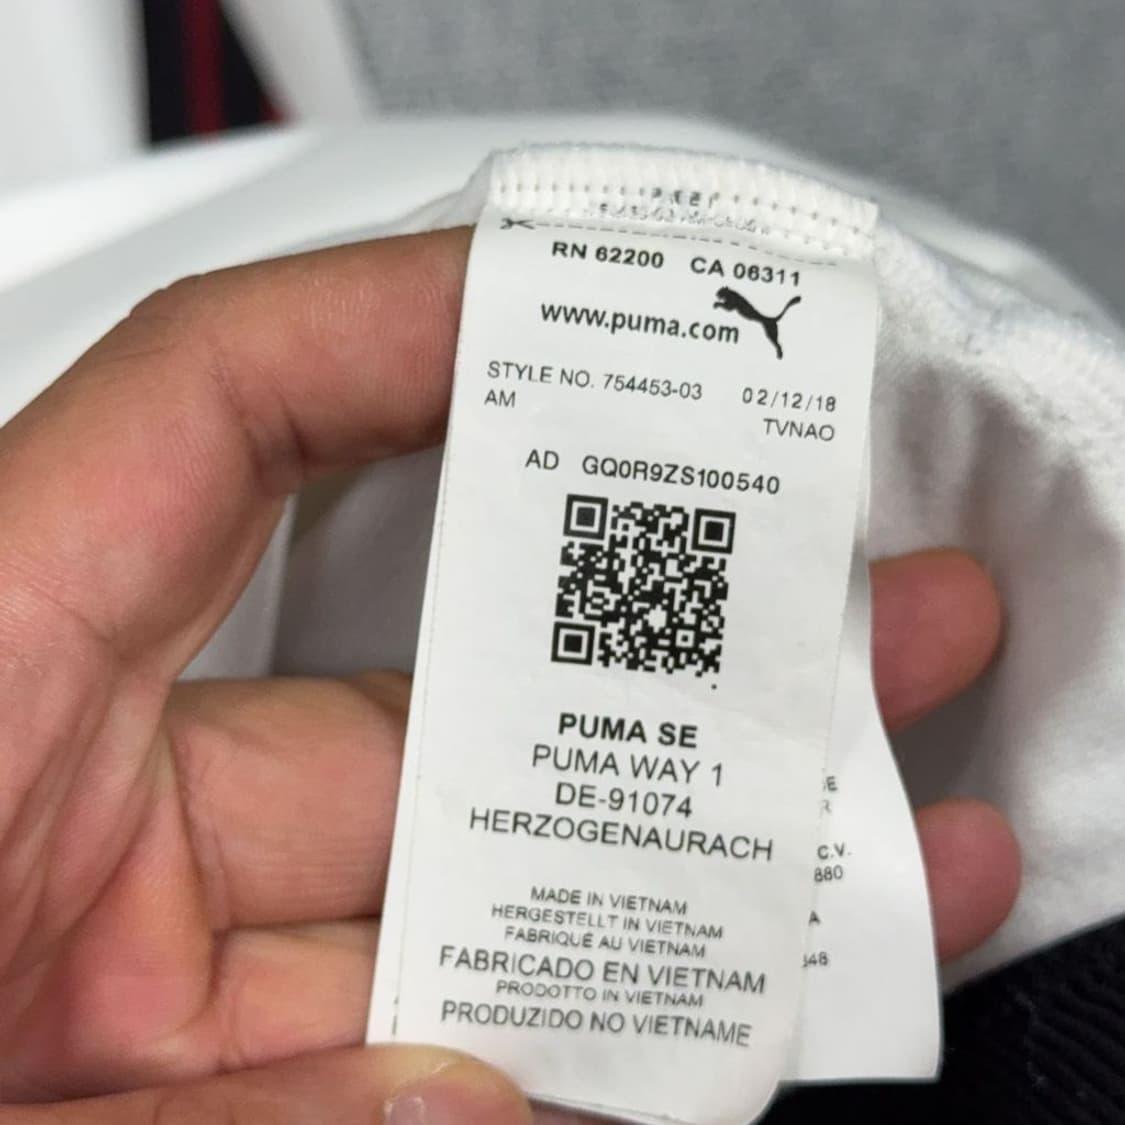 RN 62200 CA 06311
www.puma.com
STYLE NO. 754453-03 02/12/18
AM TVNAO
AD GQ0R9ZS100540
PUMA SE
PUMA WAY 1
DE-91074
HERZOGENAURACH
MADE IN VIETNAM
HERGESTELLT IN VIETNAM
FABRIQUÉ AU VIETNAM
FABRICADO EN VIETNAM
PRODOTTO IN VIETNAM
PRODUZIDO NO VIETNAME
C.V.
880
A